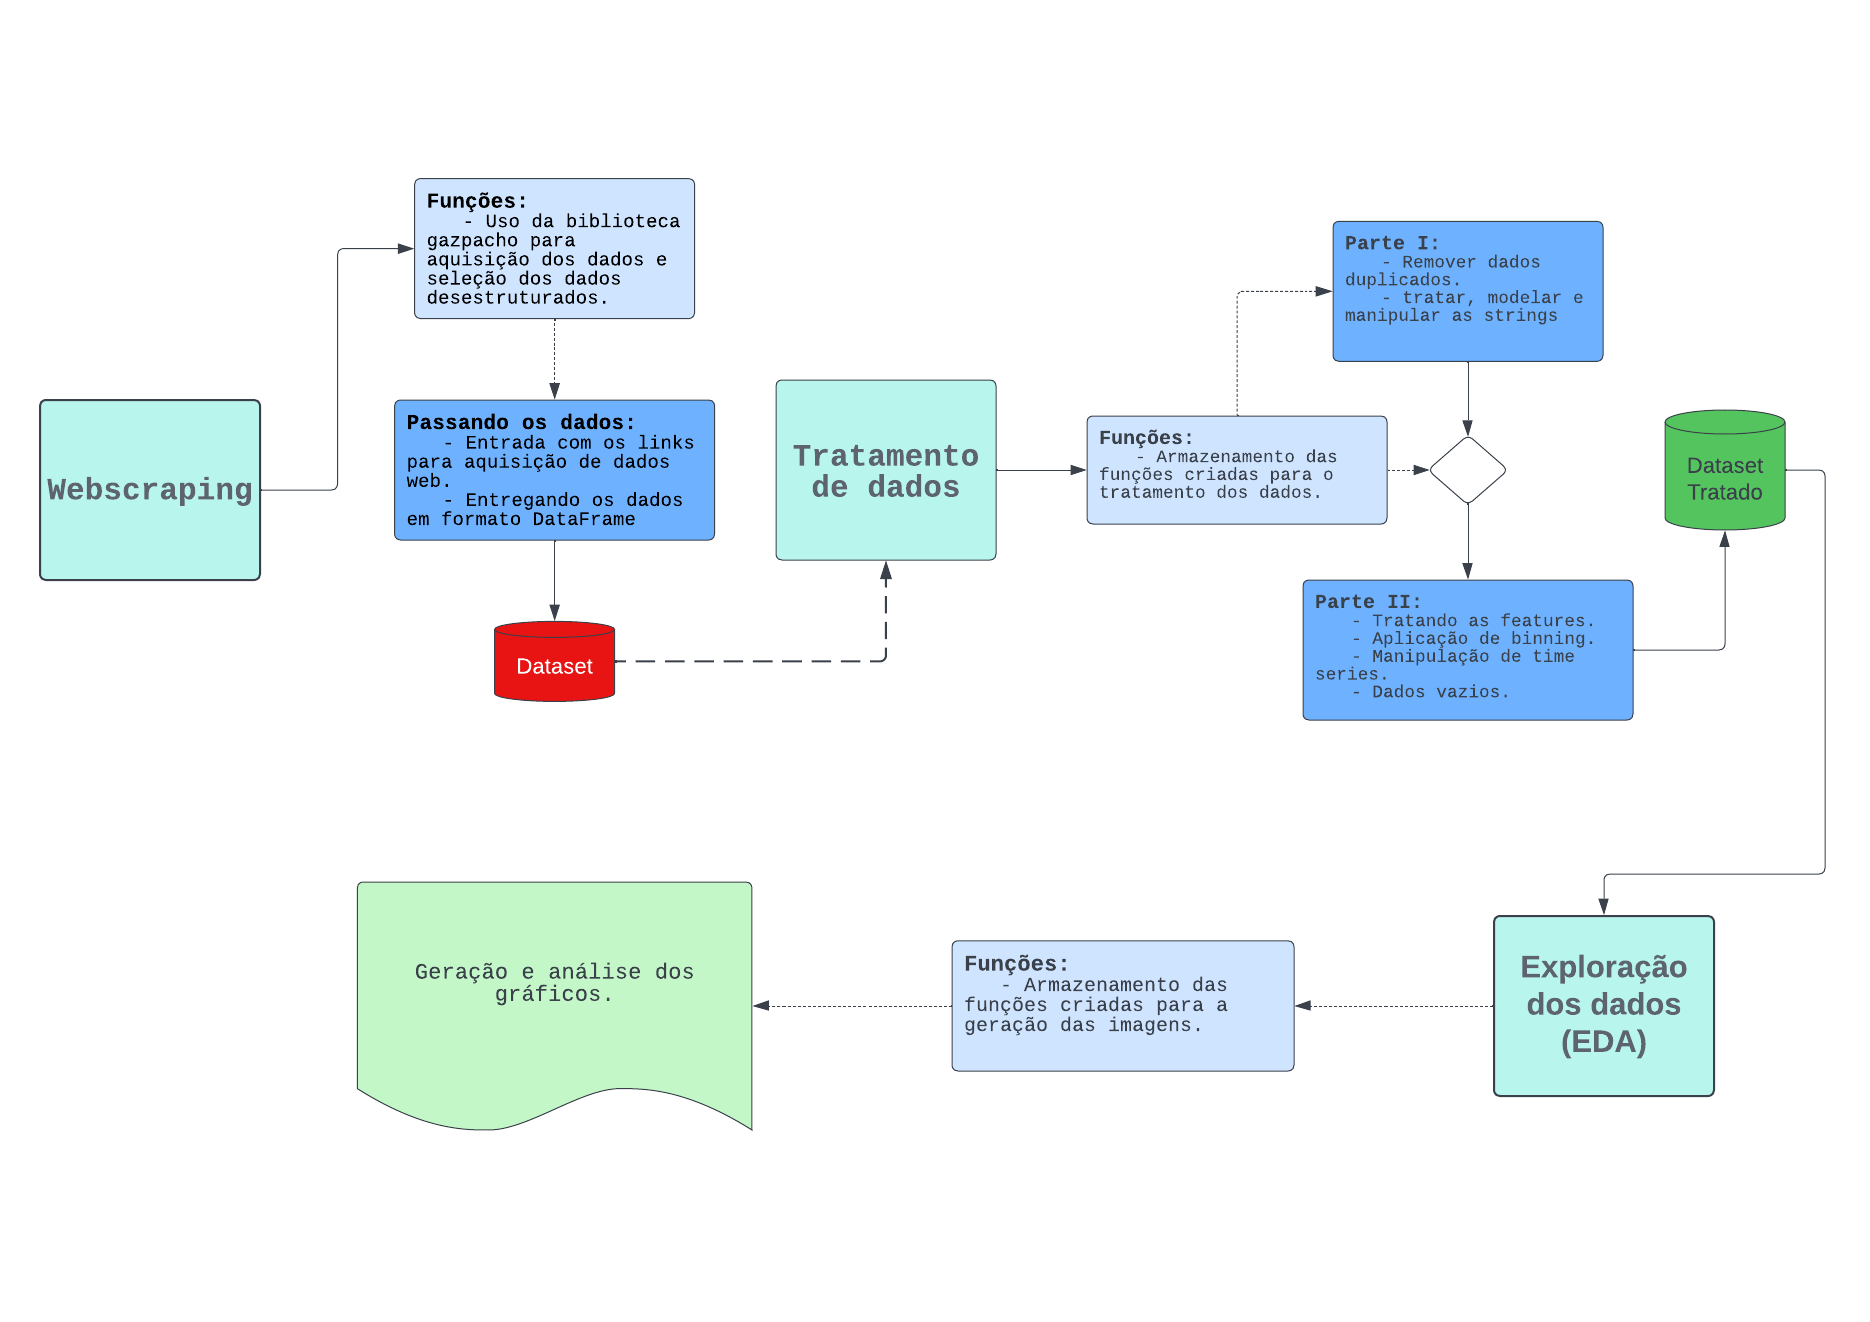 Webscraping
Funções:
- Uso da biblioteca
gazpacho para
aquisição dos dados e
seleção dos dados
desestruturados.
Passando os dados:
- Entrada com os links
para aquisição de dados
web.
- Entregando os dados
em formato DataFrame
Dataset
Tratamento
de dados
Funções:
- Armazenamento das
funções criadas para o
tratamento dos dados.
Parte I:
- Remover dados
duplicados.
- tratar, modelar e
manipular as strings
Parte II:
- Tratando as features.
- Aplicação de binning.
- Manipulação de time
series.
- Dados vazios.
Dataset
Tratado
Exploração
dos dados
(EDA)
Funções:
- Armazenamento das
funções criadas para a
geração das imagens.
Geração e análise dos
gráficos.